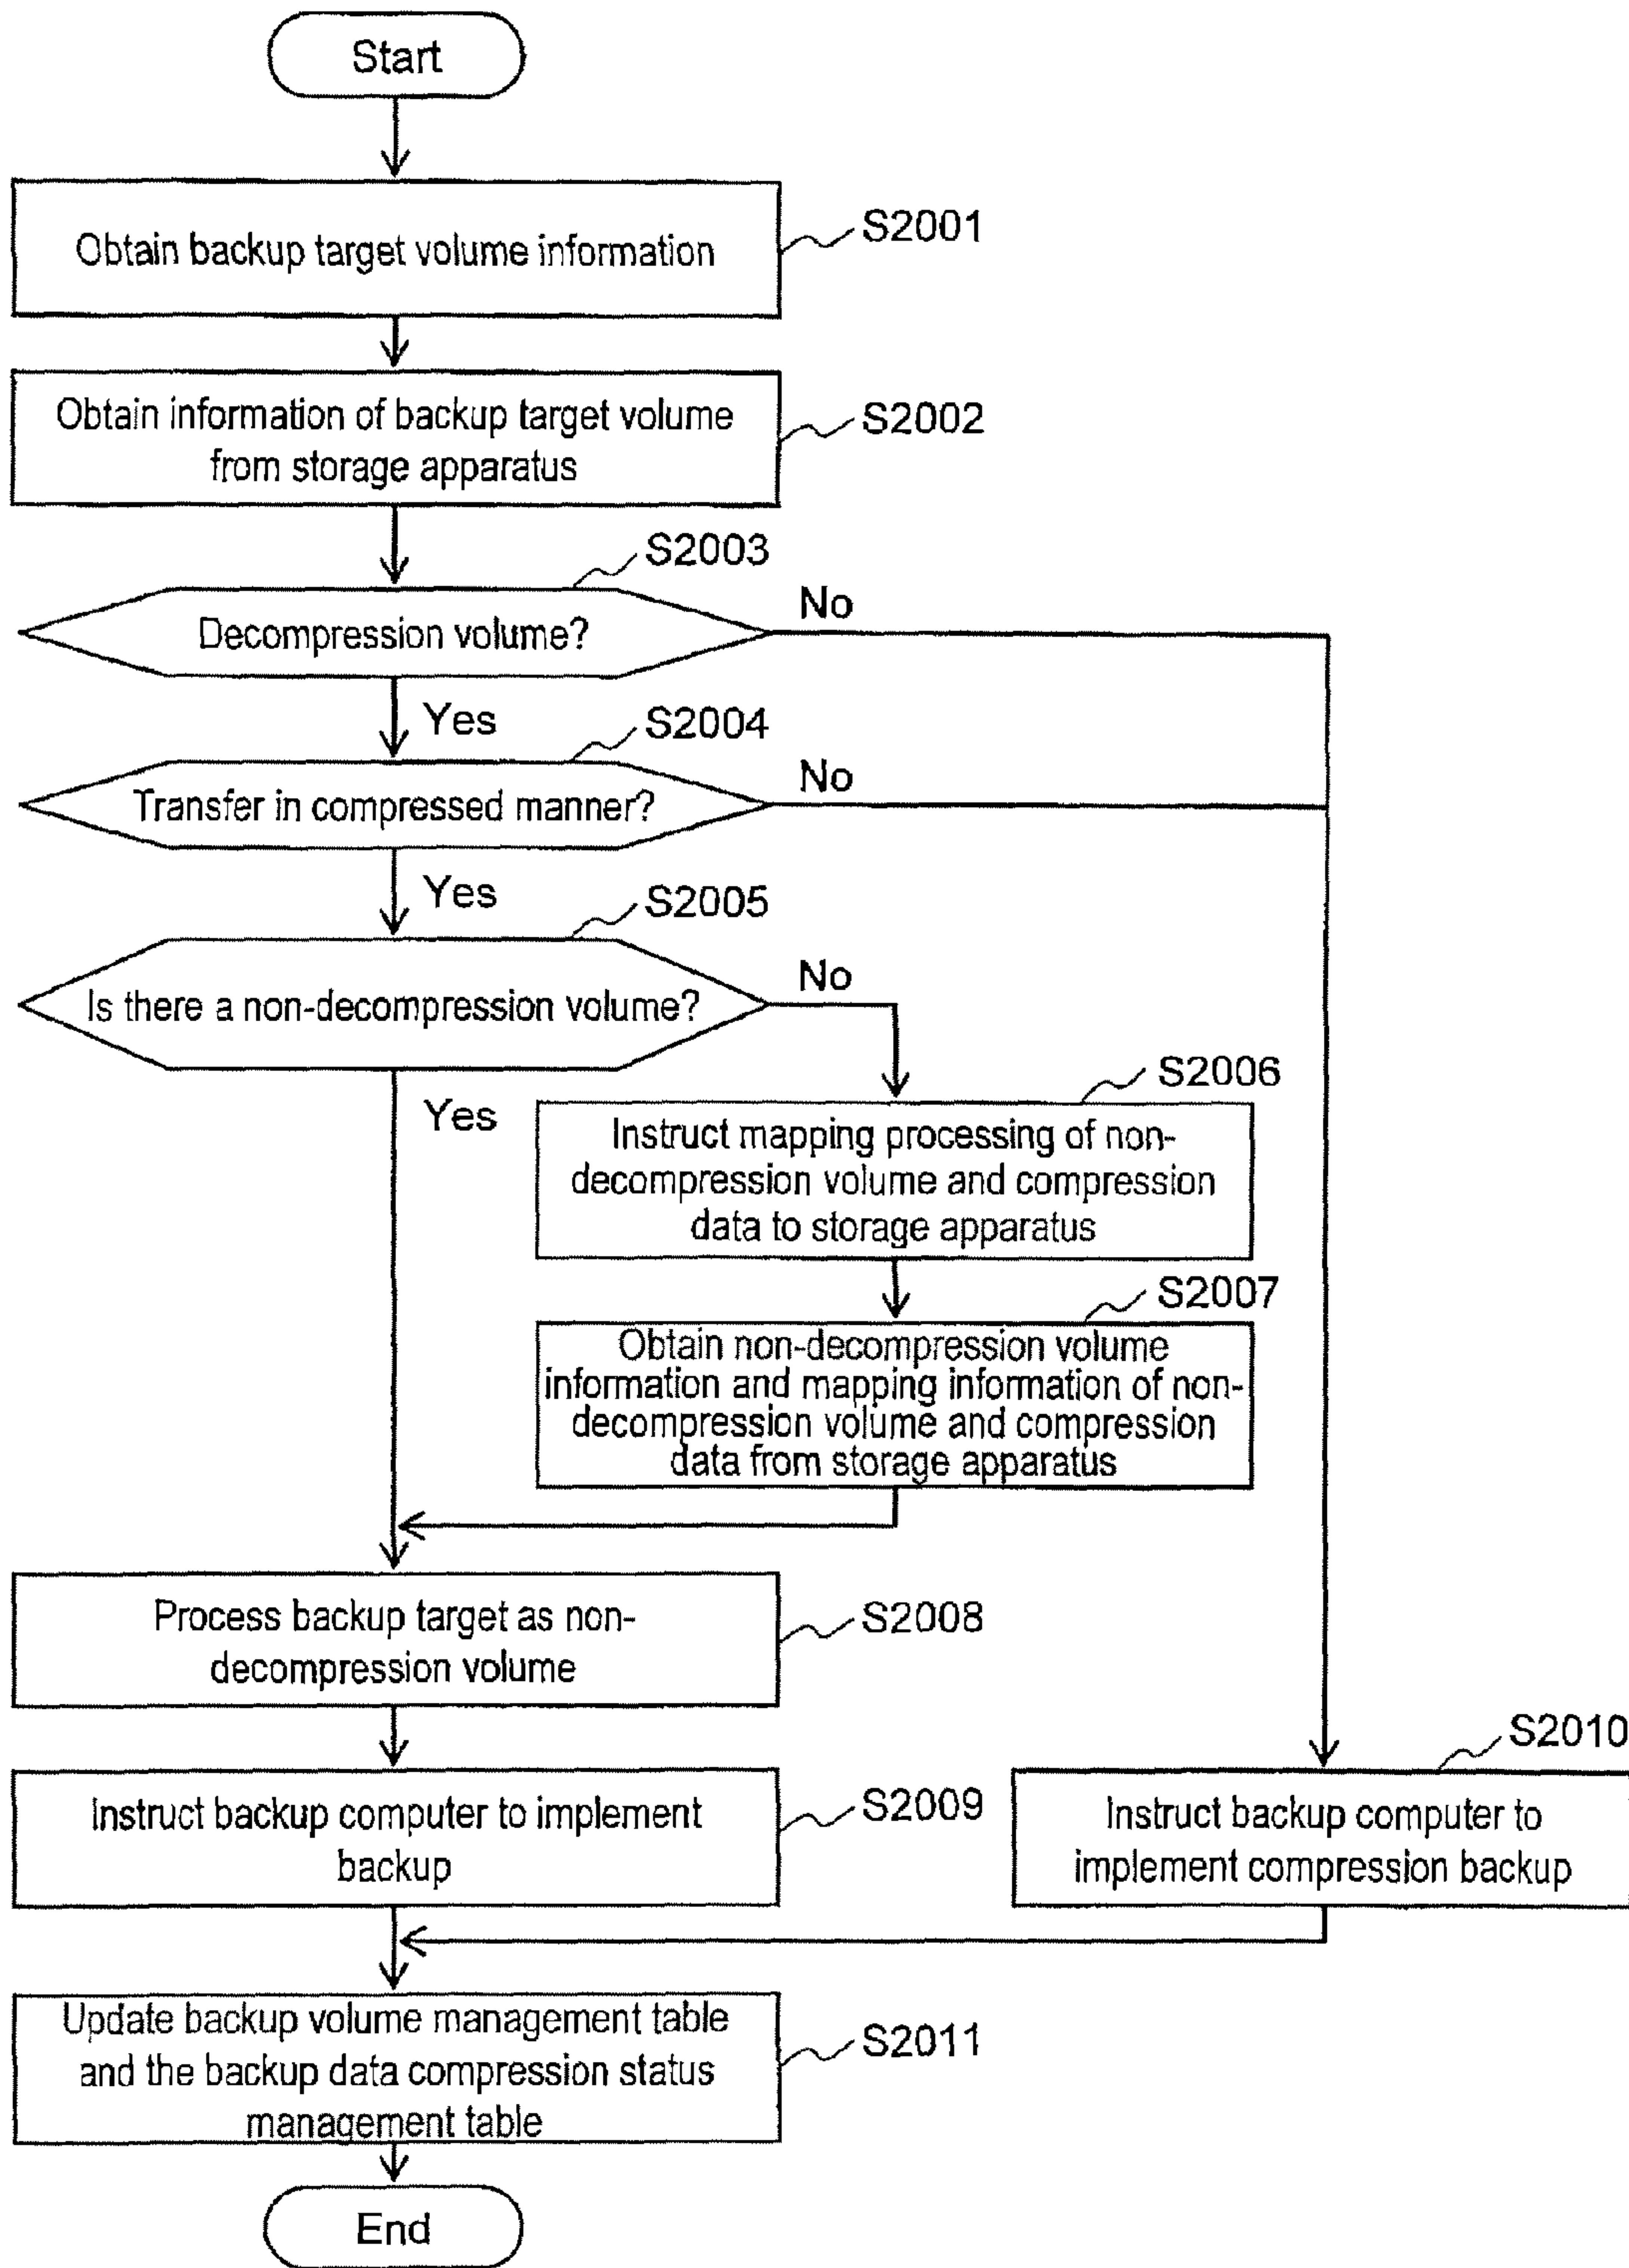 Start
Obtain backup target volume information
S2001
Obtain information of backup target volume
from storage apparatus
S2002
S2003
Decompression volume?
No
Yes
S2004
Transfer in compressed manner?
No
Yes
S2005
Is there a non-decompression volume?
No
Yes
S2006
Instruct mapping processing of non-
decompression volume and compression
data to storage apparatus
S2007
Obtain non-decompression volume
information and mapping information of non-
decompression volume and compression
data from storage apparatus
Process backup target as non-
decompression volume
S2008
Instruct backup computer to implement
backup
S2009
S2010
Instruct backup computer to
implement compression backup
Update backup volume management table
and the backup data compression status
management table
S2011
End